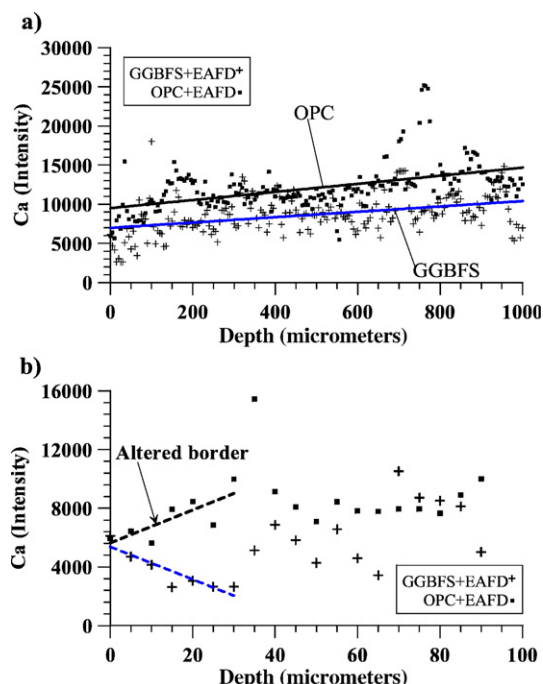 a)
30000
25000
20000
15000
10000
5000
0
Ca (Intensity)
GGBFS+EAFD+
OPC+EAFD▪
OPC
GGBFS
0 200 400 600 800 1000
Depth (micrometers)
b)
16000
12000
8000
4000
0
Ca (Intensity)
Altered border
GGBFS+EAFD+
OPC+EAFD▪
0 20 40 60 80 100
Depth (micrometers)